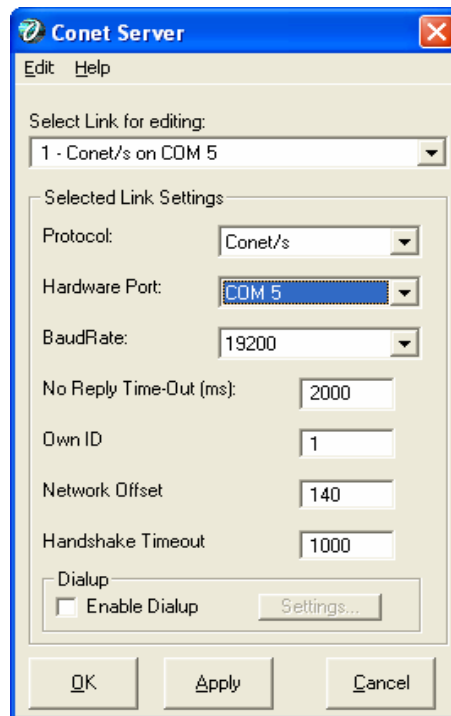 Conet Server
Edit Help
Select Link for editing:
1 - Conet/s on COM 5
Selected Link Settings
Protocol: Conet/s
Hardware Port: COM 5
BaudRate: 19200
No Reply Time-Out (ms): 2000
Own ID 1
Network Offset 140
Handshake Timeout 1000
Dialup
Enable Dialup Settings...
OK Apply Cancel